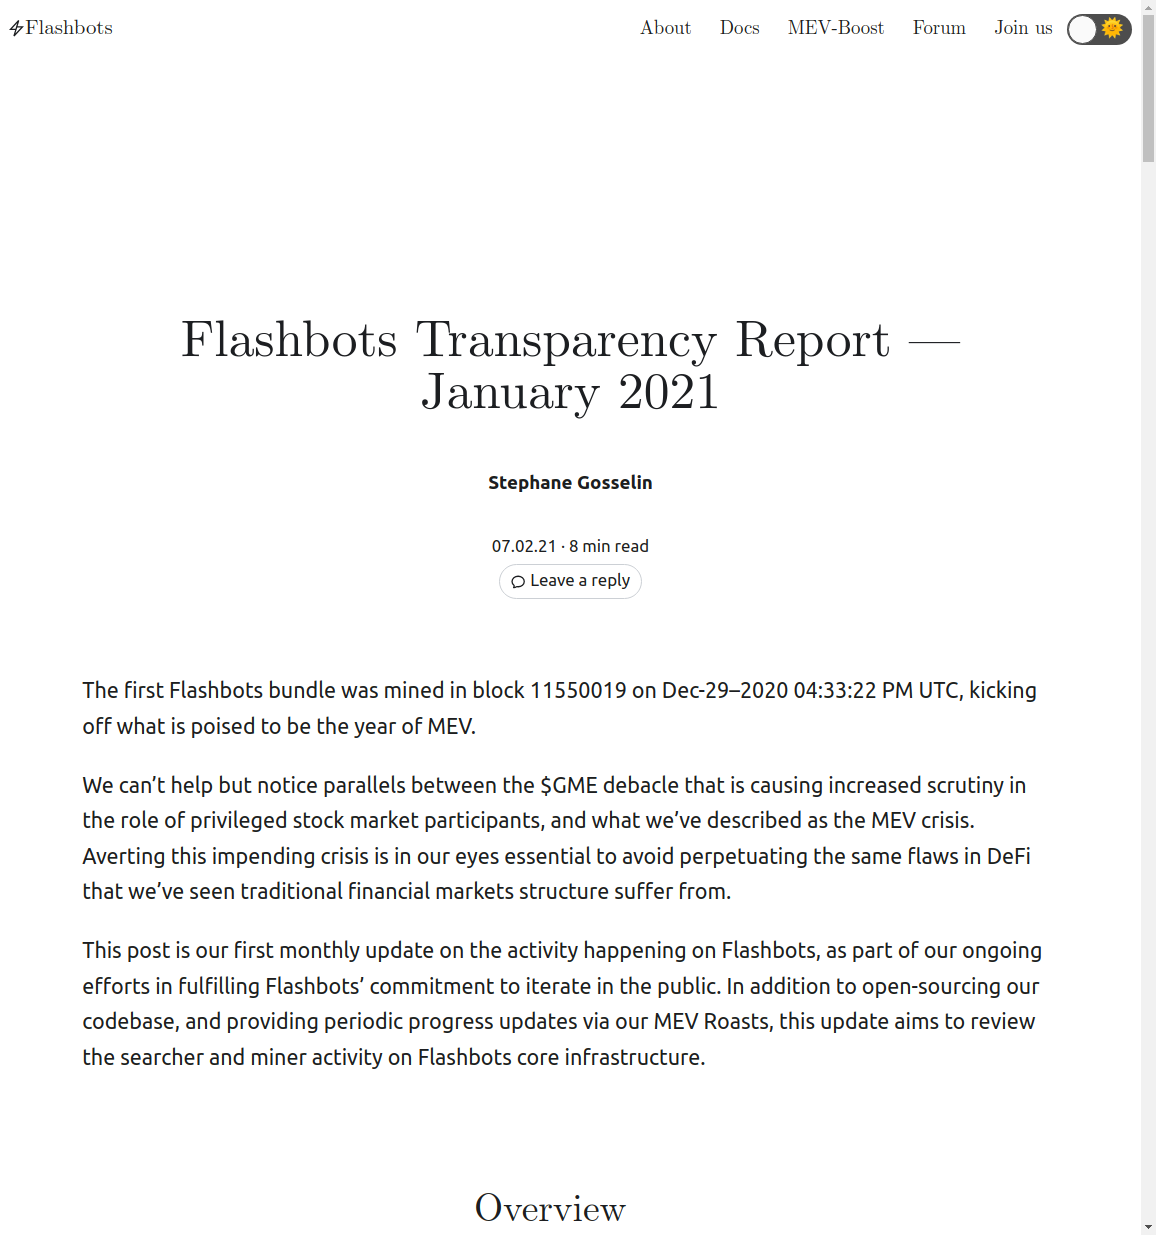 Flashbots
About Docs MEV-Boost Forum Join us
Flashbots Transparency Report —
January 2021
Stephane Gosselin
07.02.21 · 8 min read
Leave a reply
The first Flashbots bundle was mined in block 11550019 on Dec-29–2020 04:33:22 PM UTC, kicking
off what is poised to be the year of MEV.
We can’t help but notice parallels between the $GME debacle that is causing increased scrutiny in
the role of privileged stock market participants, and what we’ve described as the MEV crisis.
Averting this impending crisis is in our eyes essential to avoid perpetuating the same flaws in DeFi
that we’ve seen traditional financial markets structure suffer from.
This post is our first monthly update on the activity happening on Flashbots, as part of our ongoing
efforts in fulfilling Flashbots’ commitment to iterate in the public. In addition to open-sourcing our
codebase, and providing periodic progress updates via our MEV Roasts, this update aims to review
the searcher and miner activity on Flashbots core infrastructure.
Overview